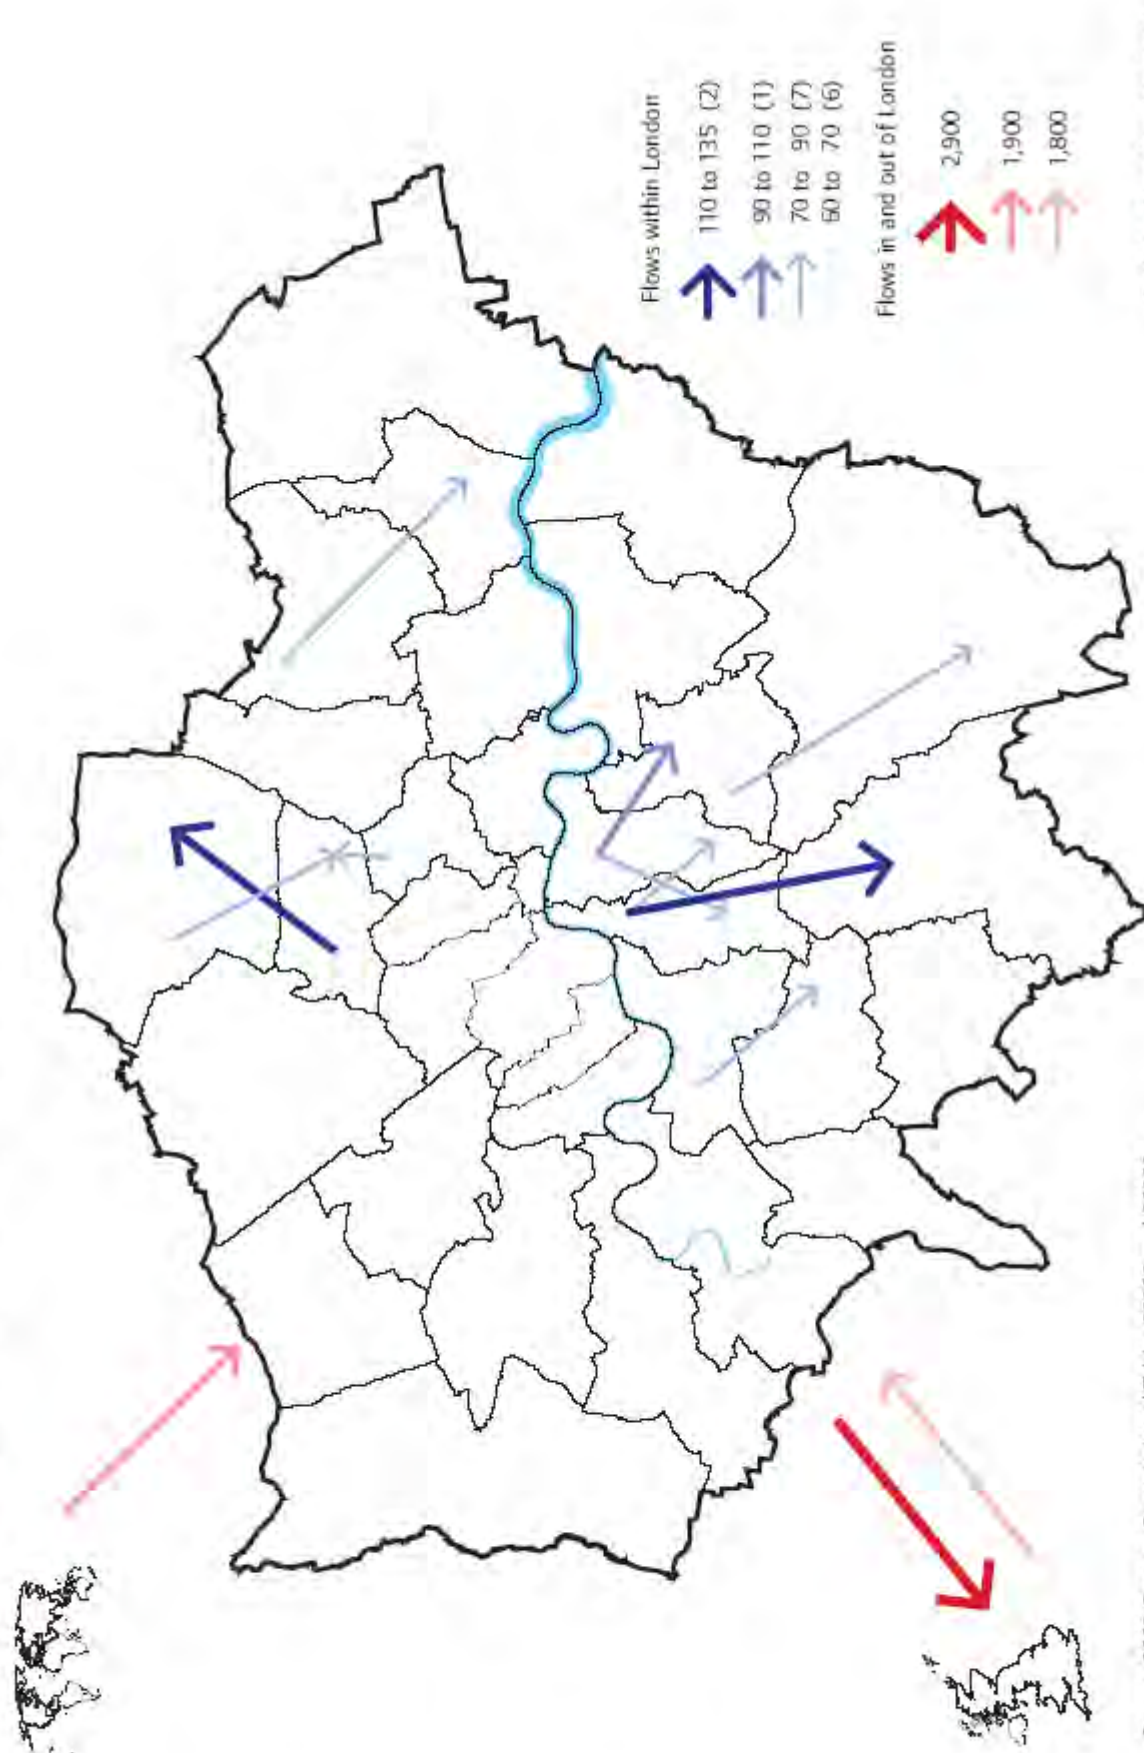 Flows within London
110 to 135 (2)
90 to 110 (1)
70 to 90 (7)
60 to 70 (6)
Flows in and out of London
2,900
1,900
1,800